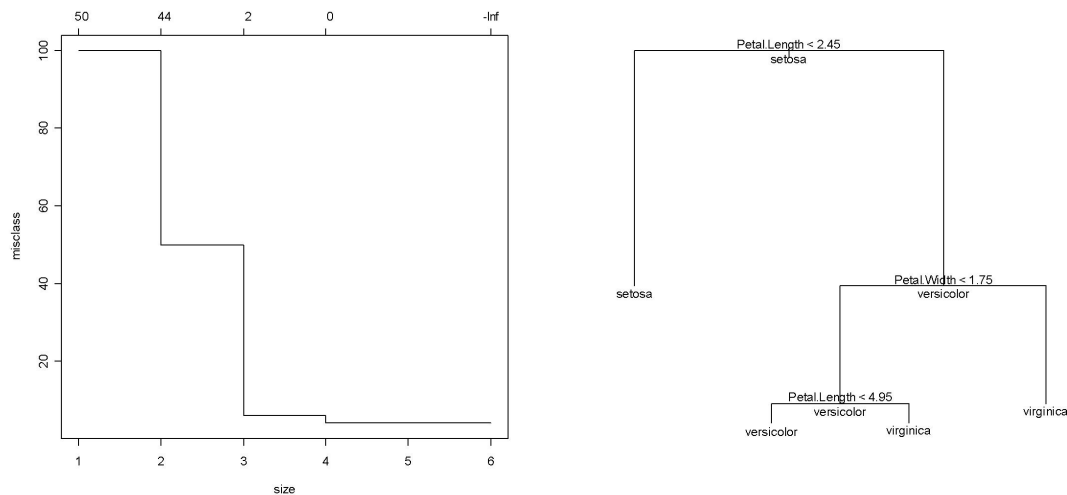 50 44 2 0 -Inf
100
80
60
40
20
misclass
1 2 3 4 5 6
size
Petal.Length < 2.45
setosa
setosa
Petal.Width < 1.75
versicolor
Petal.Length < 4.95
versicolor
versicolor
virginica
virginica